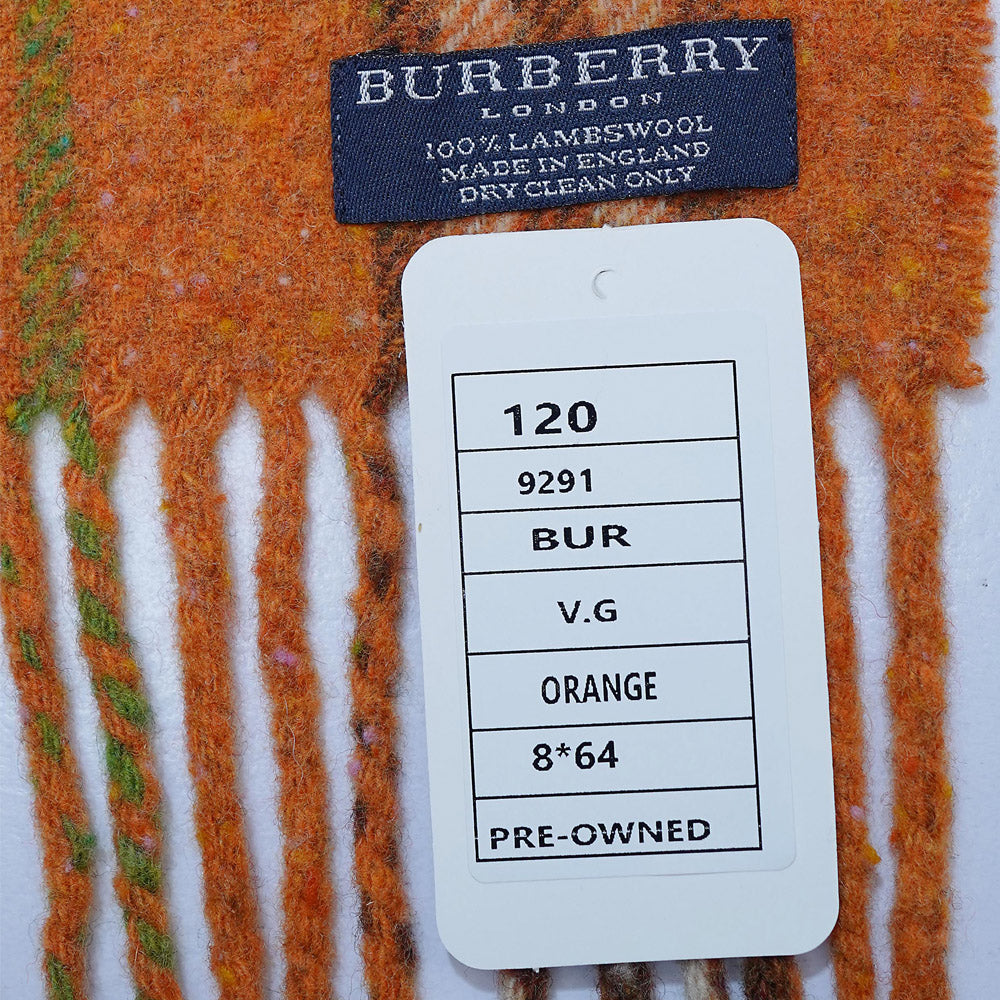 BURBERRY
LONDON
100% LAMBSWOOL
MADE IN ENGLAND
DRY CLEAN ONLY
120
9291
BUR
V.G
ORANGE
8*64
PRE-OWNED